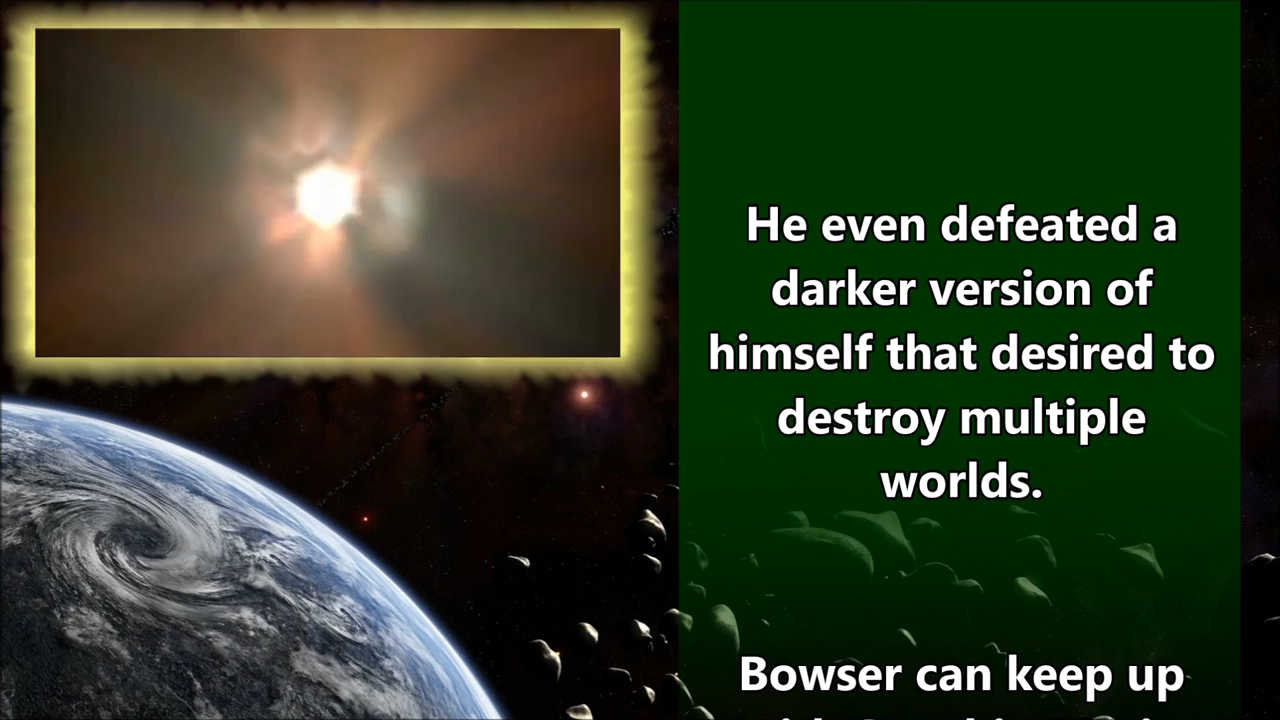 He even defeated a
darker version of
himself that desired to
destroy multiple
worlds.
Bowser can keep up